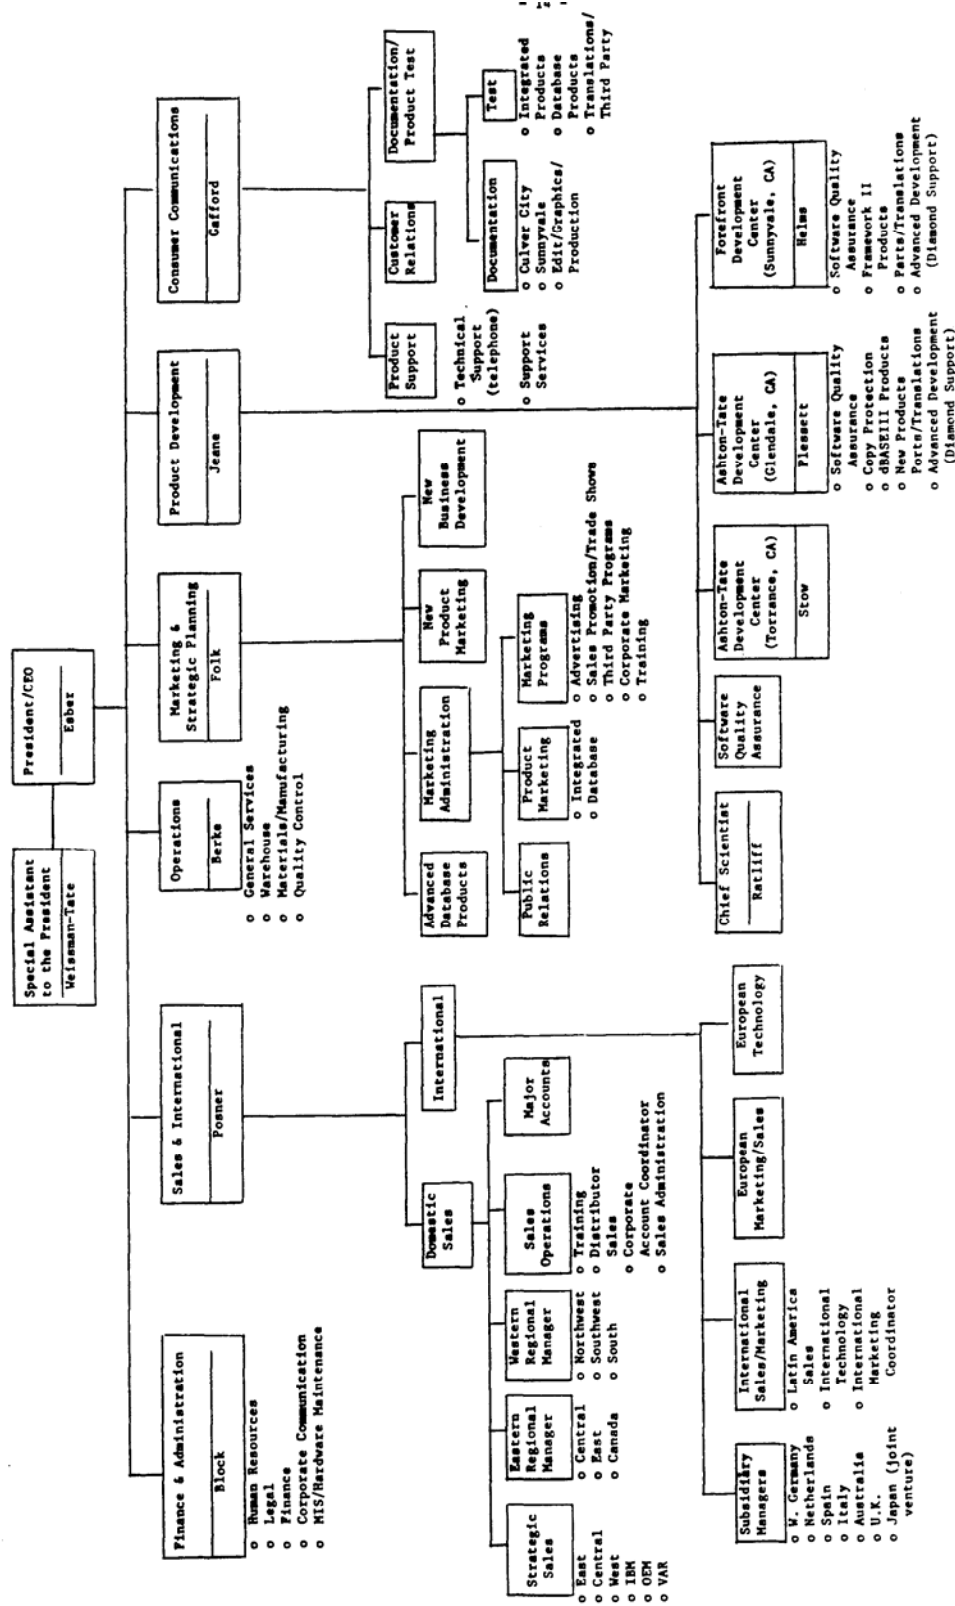 - 14 -
Special Assistant
to the President
Weissman-Tate
President/CEO
Esber
Finance & Administration
Block
o Human Resources
o Legal
o Finance
o Corporate Communication
o MIS/Hardware Maintenance
Sales & International
Posner
Operations
Berke
o General Services
o Warehouse
o Materials/Manufacturing
o Quality Control
Marketing &
Strategic Planning
Folk
Product Development
Jeane
Consumer Communications
Gafford
Domestic
Sales
International
Strategic
Sales
o East
o Central
o West
o IBM
o OEM
o VAR
Eastern
Regional
Manager
o Central
o East
o Canada
Western
Regional
Manager
o Northwest
o Southwest
o South
Sales
Operations
o Training
o Distributor
Sales
o Corporate
Account Coordinator
o Sales Administration
Major
Accounts
Subsidiary
Managers
o W. Germany
o Netherlands
o Spain
o Italy
o Australia
o U.K.
o Japan (joint
venture)
International
Sales/Marketing
o Latin America
Sales
o International
Technology
o International
Marketing
Coordinator
European
Marketing/Sales
European
Technology
Advanced
Database
Products
Marketing
Administration
New
Product
Marketing
New
Business
Development
Public
Relations
Product
Marketing
o Integrated
o Database
Marketing
Programs
o Advertising
o Sales Promotion/Trade Shows
o Third Party Programs
o Corporate Marketing
o Training
Product
Support
o Technical
Support
(telephone)
o Support
Services
Customer
Relations
Documentation/
Product Test
Documentation
o Culver City
o Sunnyvale
o Edit/Graphics/
Production
Test
o Integrated
Products
o Database
Products
o Translations/
Third Party
Chief Scientist
Ratliff
Software
Quality
Assurance
Ashton-Tate
Development
Center
(Torrance, CA)
Stow
Ashton-Tate
Development
Center
(Glendale, CA)
Plessett
o Software Quality
Assurance
o Copy Protection
o dBASEIII Products
o New Products
Ports/Translations
o Advanced Development
(Diamond Support)
Forefront
Development
Center
(Sunnyvale, CA)
Helms
o Software Quality
Assurance
o Framework II
Products
o Parts/Translations
o Advanced Development
(Diamond Support)